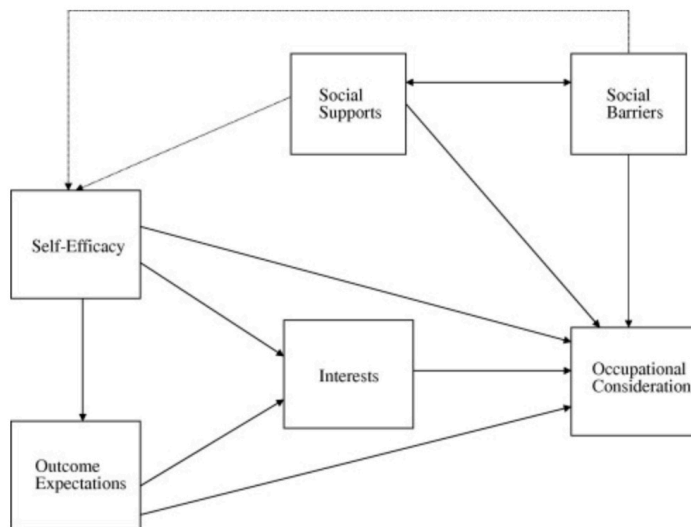 Social
Supports
Social
Barriers
Self-Efficacy
Interests
Occupational
Consideration
Outcome
Expectations